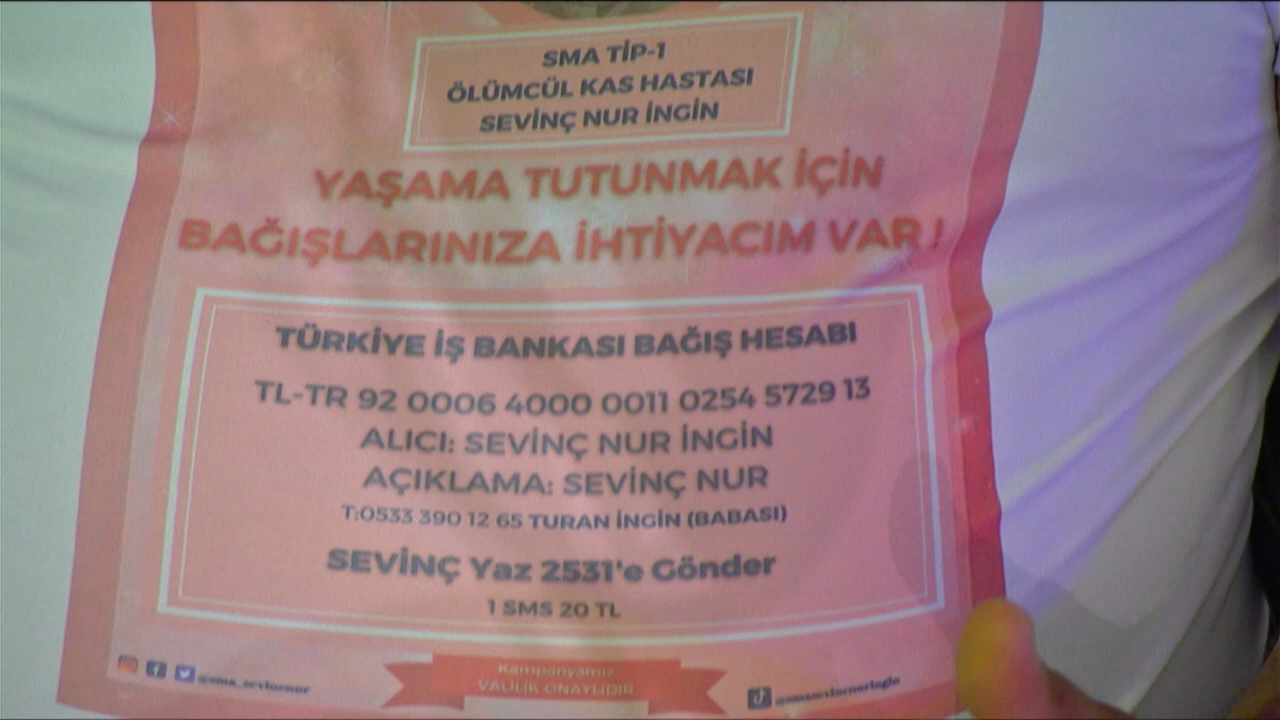 SMA TİP-1
ÖLÜMCÜL KAS HASTASI
SEVİNÇ NUR İNGİN
YAŞAMA TUTUNMAK İÇİN
BAĞIŞLARINIZA İHTİYACIM VAR !
TÜRKİYE İŞ BANKASI BAĞIŞ HESABI
TL-TR 92 0006 4000 0011 0254 5729 13
ALICI: SEVİNÇ NUR İNGİN
AÇIKLAMA: SEVİNÇ NUR
T:0533 390 12 65 TURAN İNGİN (BABASI)
SEVİNÇ Yaz 2531'e Gönder
1 SMS 20 TL
Kampanyamız
VALİLİK ONAYLIDIR
@sma_sevincnur
@smasevincnuringin